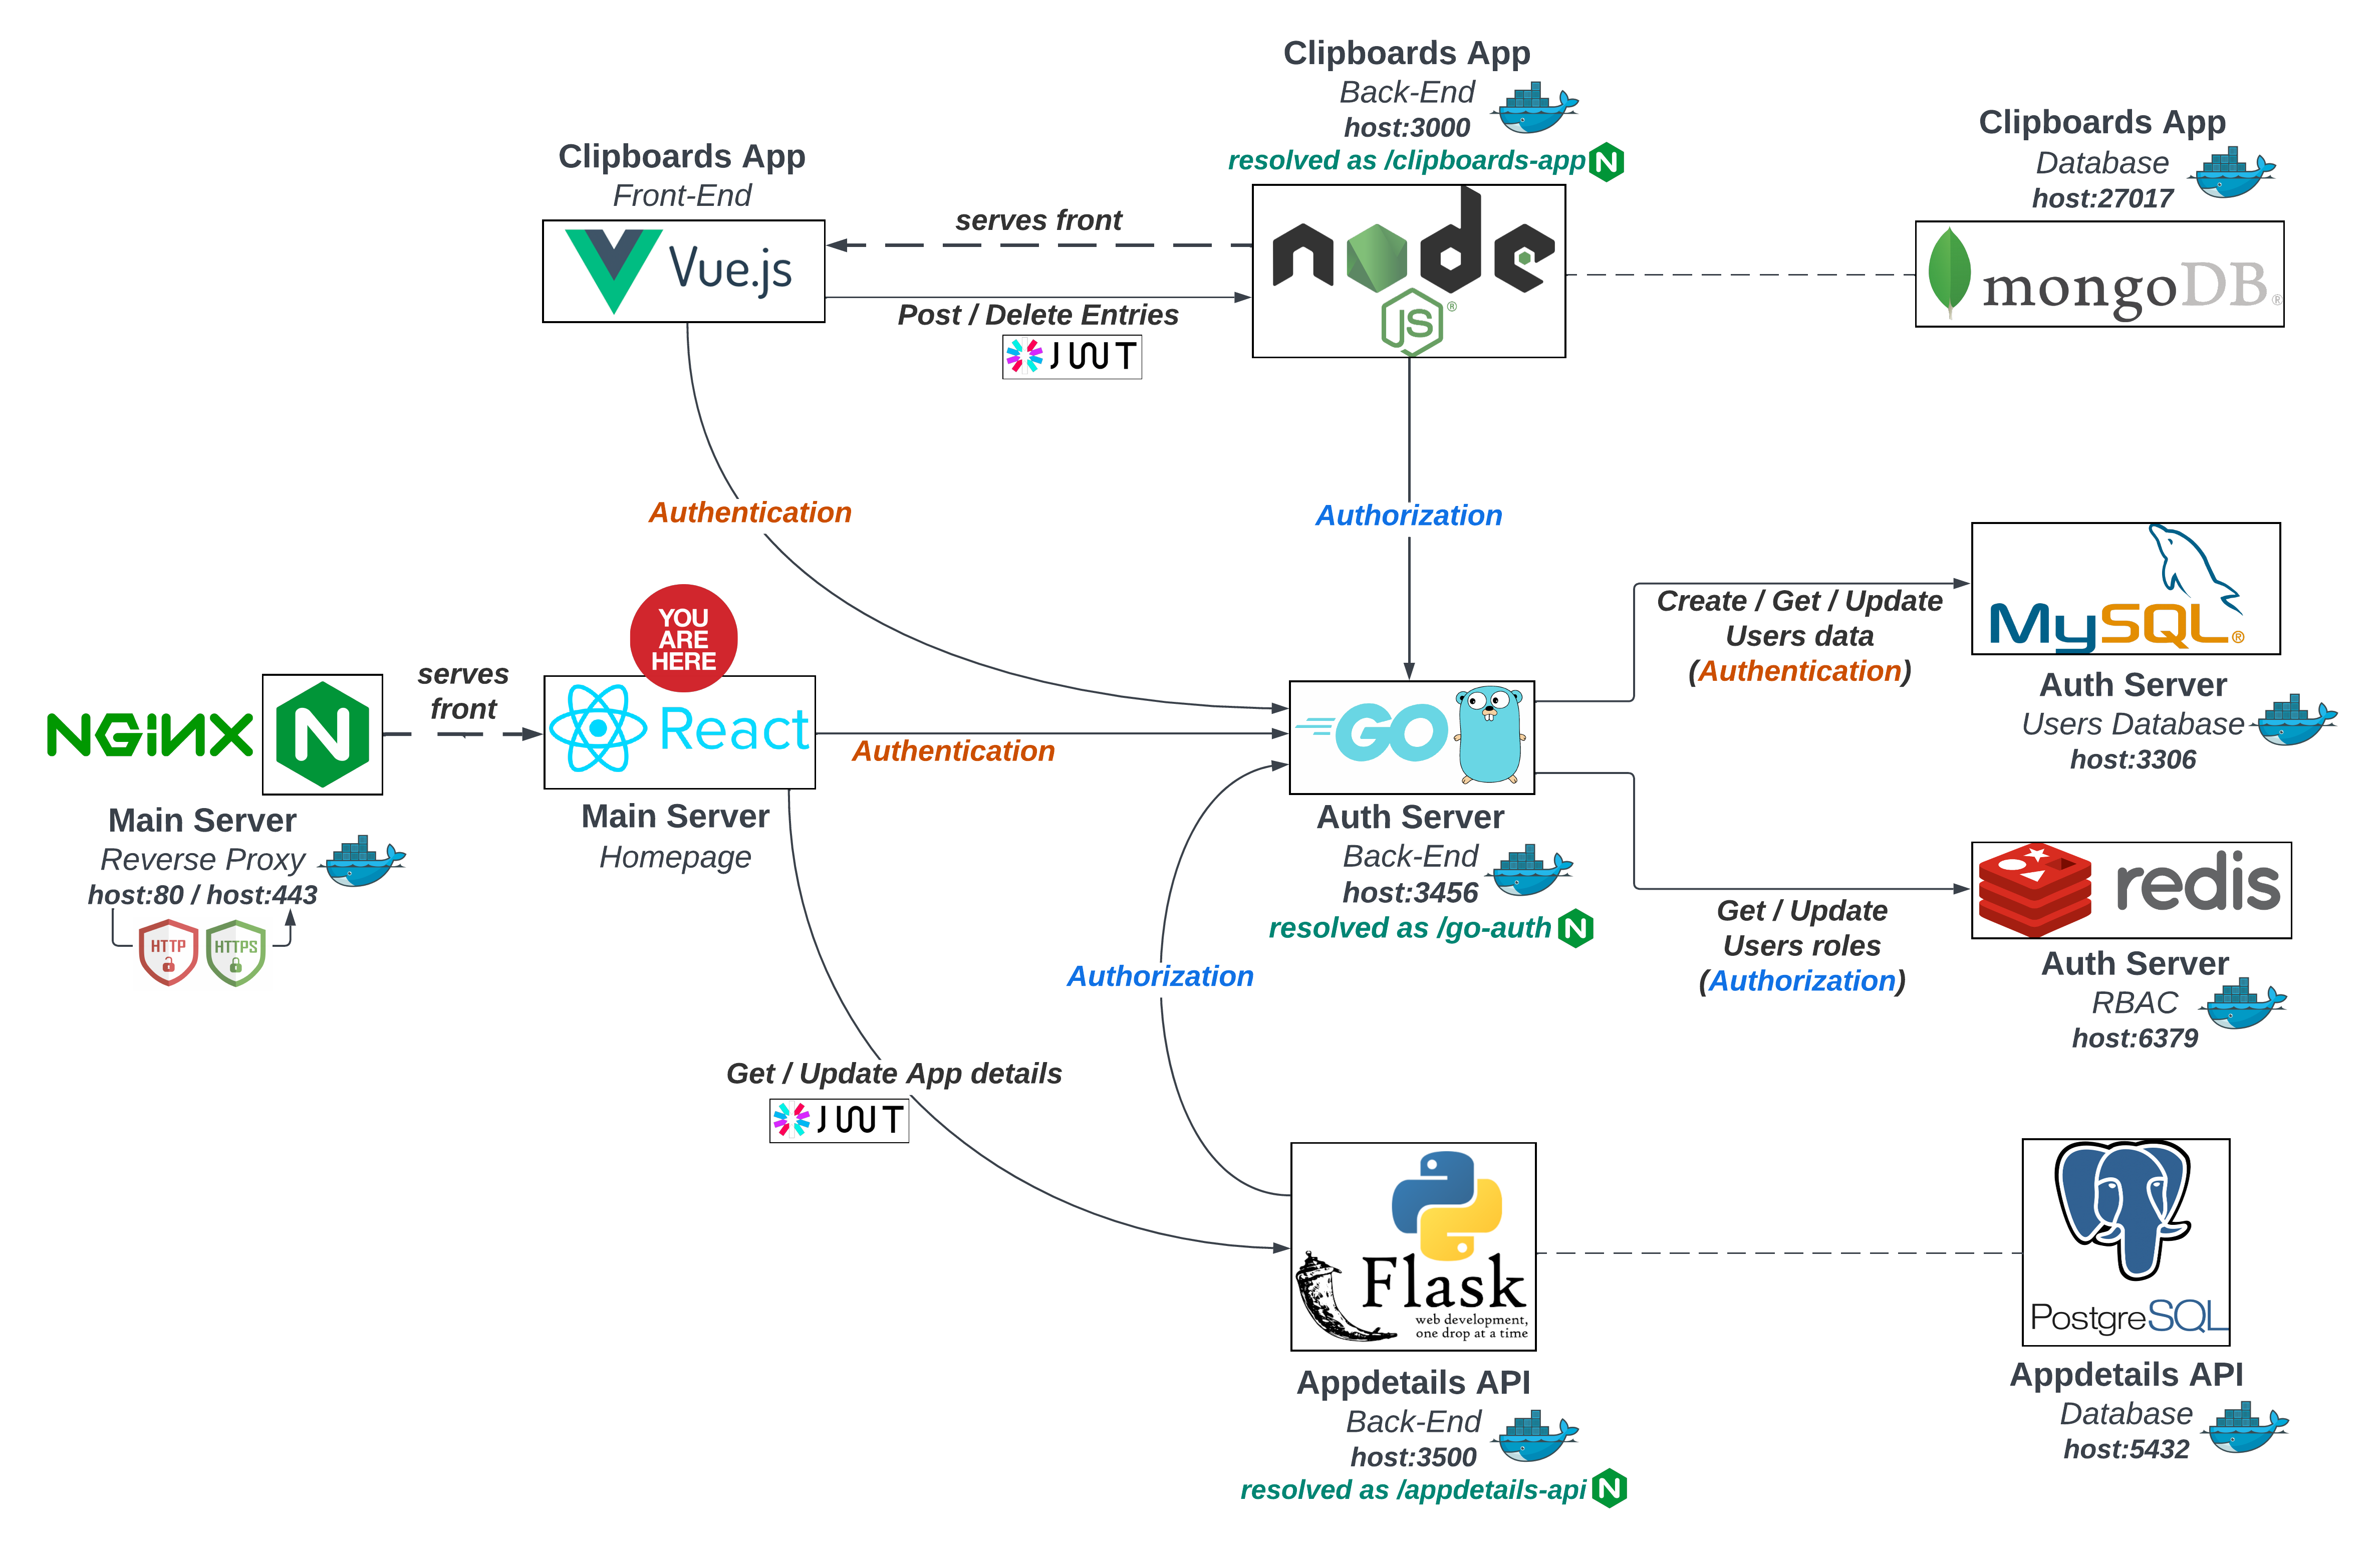 Clipboards App
Back-End
host:3000
resolved as /clipboards-app
N
node
JS
®
Clipboards App
Database
host:27017
mongoDB®
Clipboards App
Front-End
Vue.js
serves front
Post / Delete Entries
JWT
Authentication
Authorization
YOU
ARE
HERE
NGINX
N
serves
front
React
Authentication
GO
Create / Get / Update
Users data
(Authentication)
MySQL®
Auth Server
Users Database
host:3306
Main Server
Reverse Proxy
host:80 / host:443
HTTP
HTTPS
Main Server
Homepage
Auth Server
Back-End
host:3456
resolved as /go-auth
N
Get / Update
Users roles
(Authorization)
redis
Auth Server
RBAC
host:6379
Authorization
Get / Update App details
JWT
Flask
web development,
one drop at a time
PostgreSQL
Appdetails API
Back-End
host:3500
resolved as /appdetails-api
N
Appdetails API
Database
host:5432